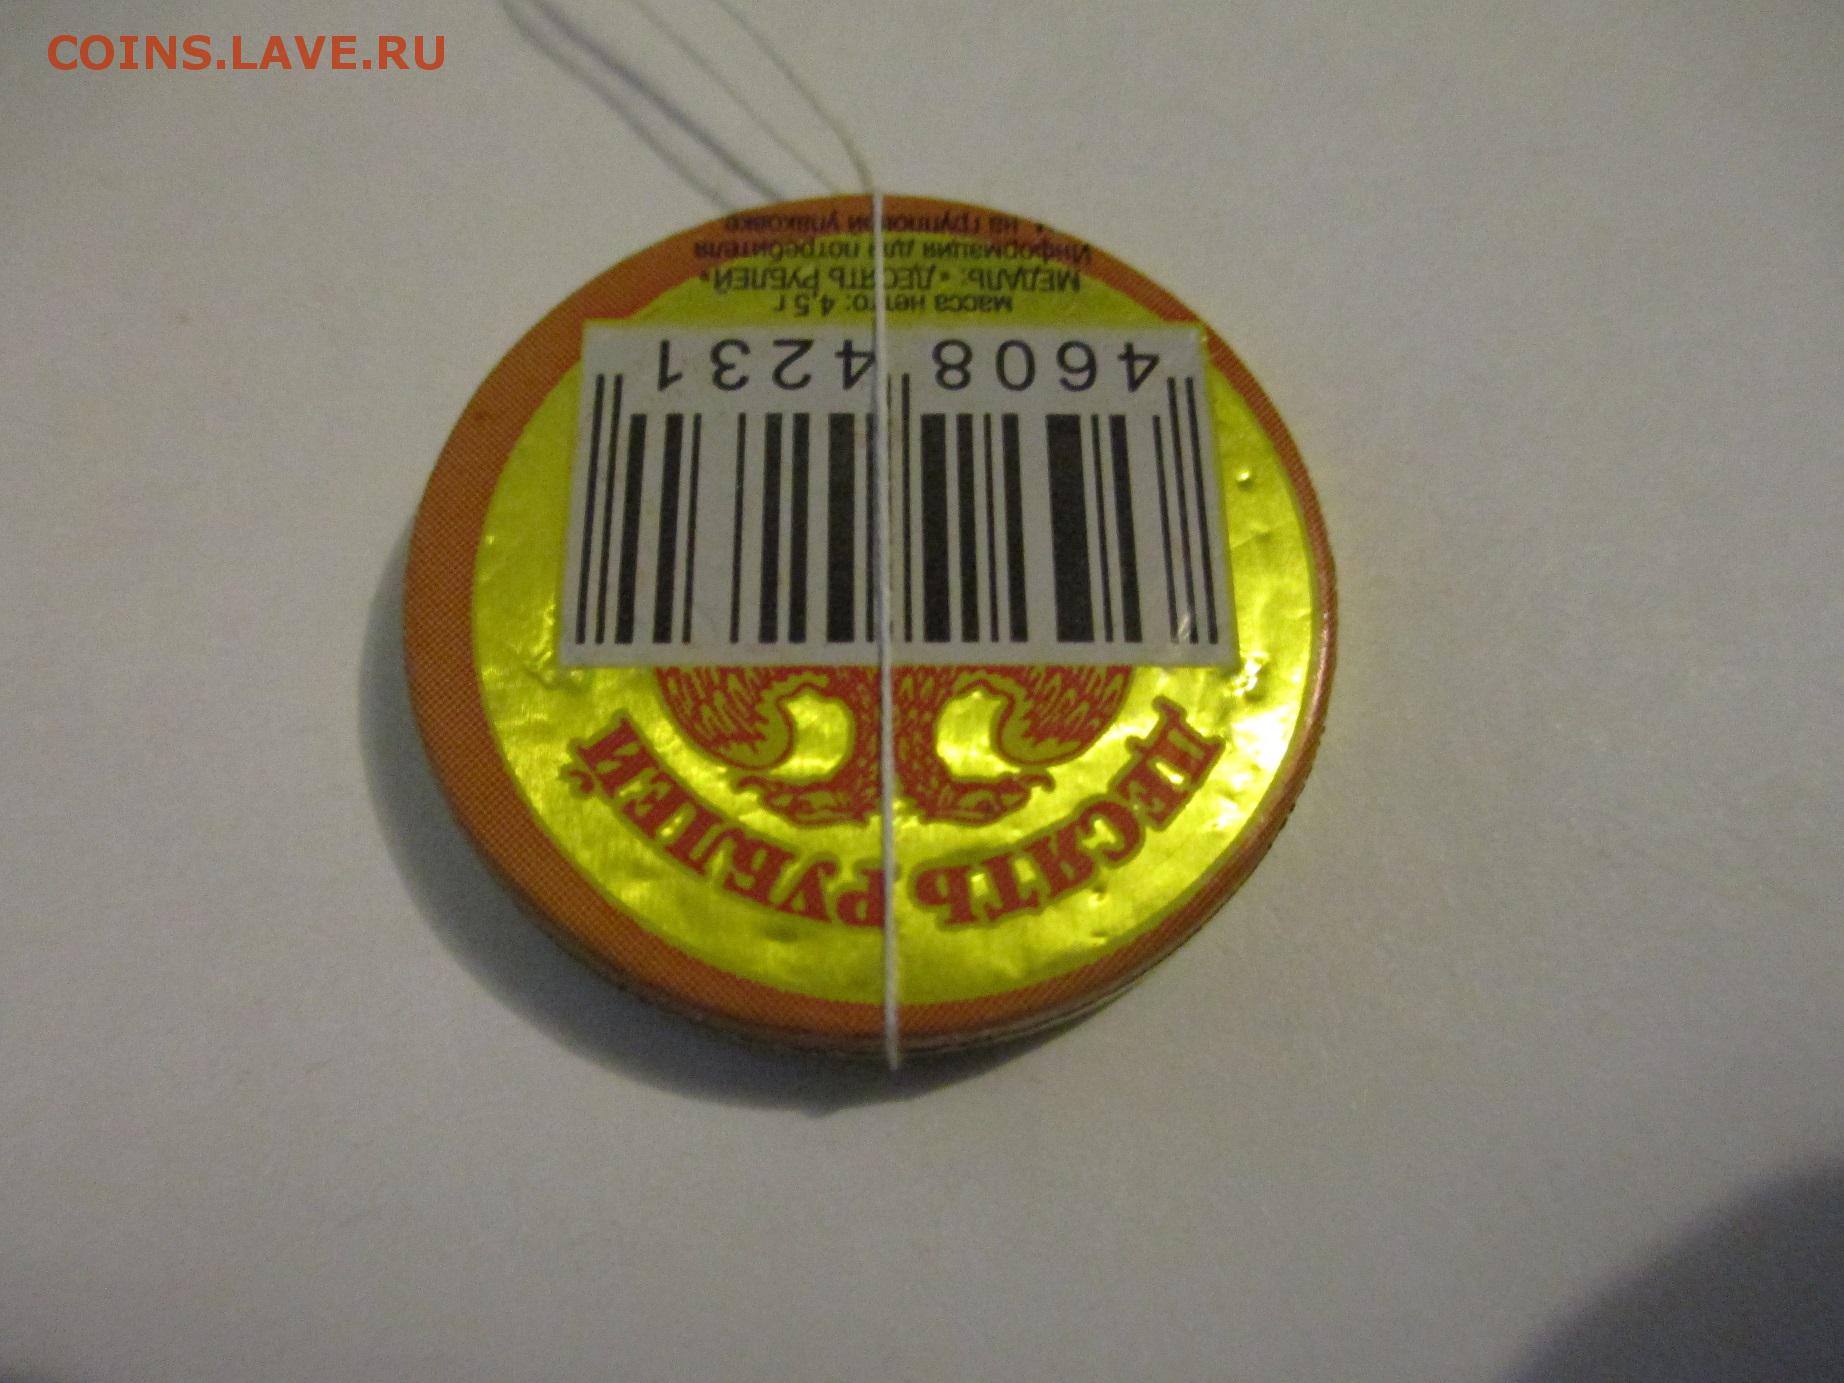 COINS.LAVE.RU
ДЕСЯТЬ РУБЛЕЙ
4608 4231
масса нетто: 4,5 г
МЕДАЛЬ: «ДЕСЯТЬ РУБЛЕЙ»
Информация для потребителя
на групповой упаковке